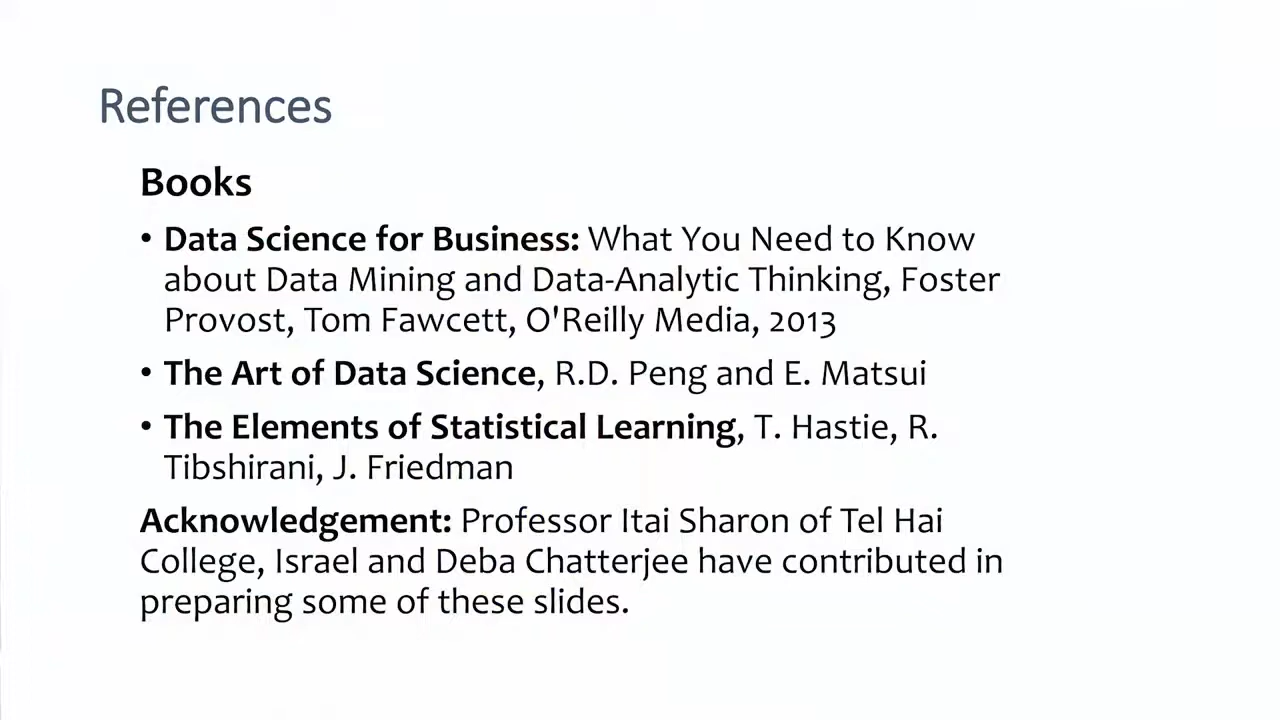 References
Books
• Data Science for Business: What You Need to Know
about Data Mining and Data-Analytic Thinking, Foster
Provost, Tom Fawcett, O'Reilly Media, 2013
• The Art of Data Science, R.D. Peng and E. Matsui
• The Elements of Statistical Learning, T. Hastie, R.
Tibshirani, J. Friedman
Acknowledgement: Professor Itai Sharon of Tel Hai
College, Israel and Deba Chatterjee have contributed in
preparing some of these slides.